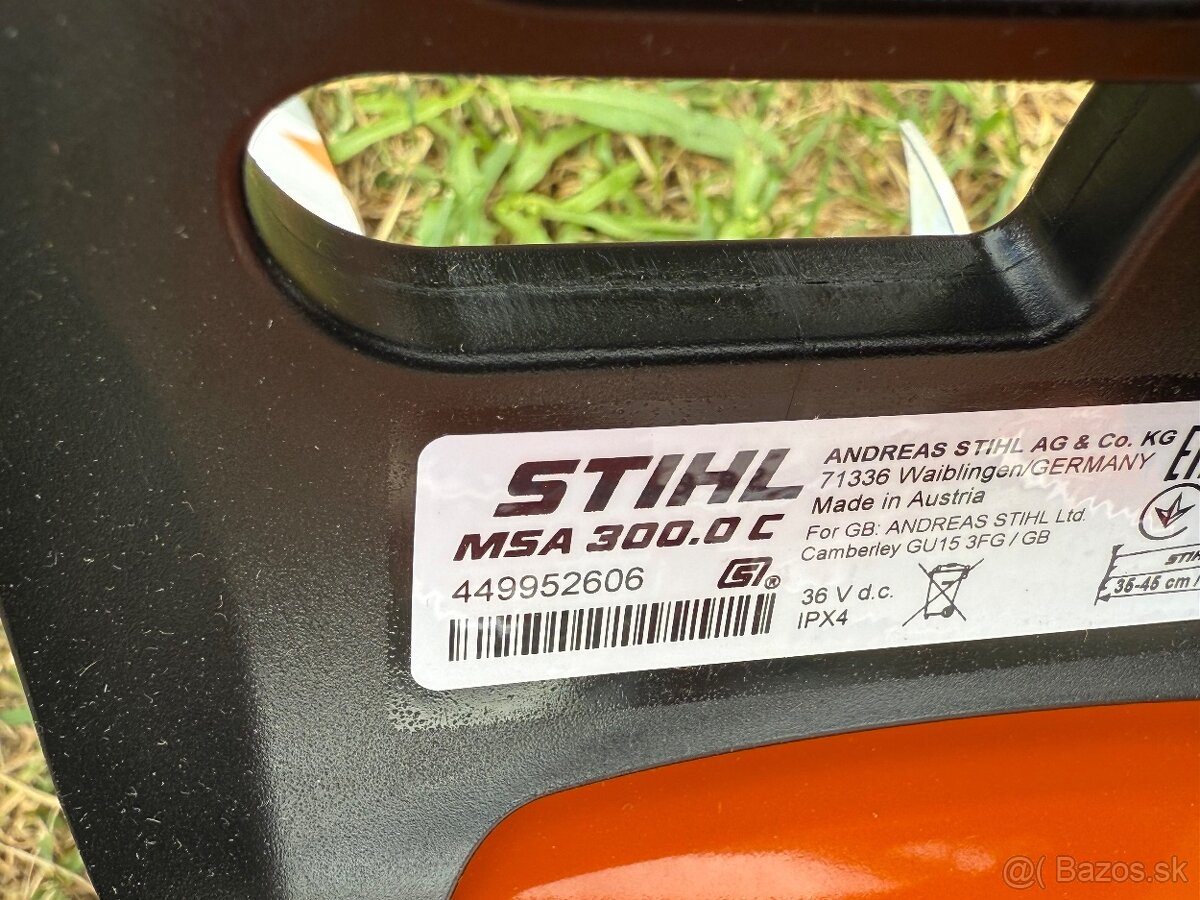 STIHL
MSA 300.0 C
449952606
ANDREAS STIHL AG & Co. KG
71336 Waiblingen/GERMANY
Made in Austria
For GB: ANDREAS STIHL Ltd.
Camberley GU15 3FG / GB
36 V d.c.
IPX4
35-45 cm /
@( Bazos.sk